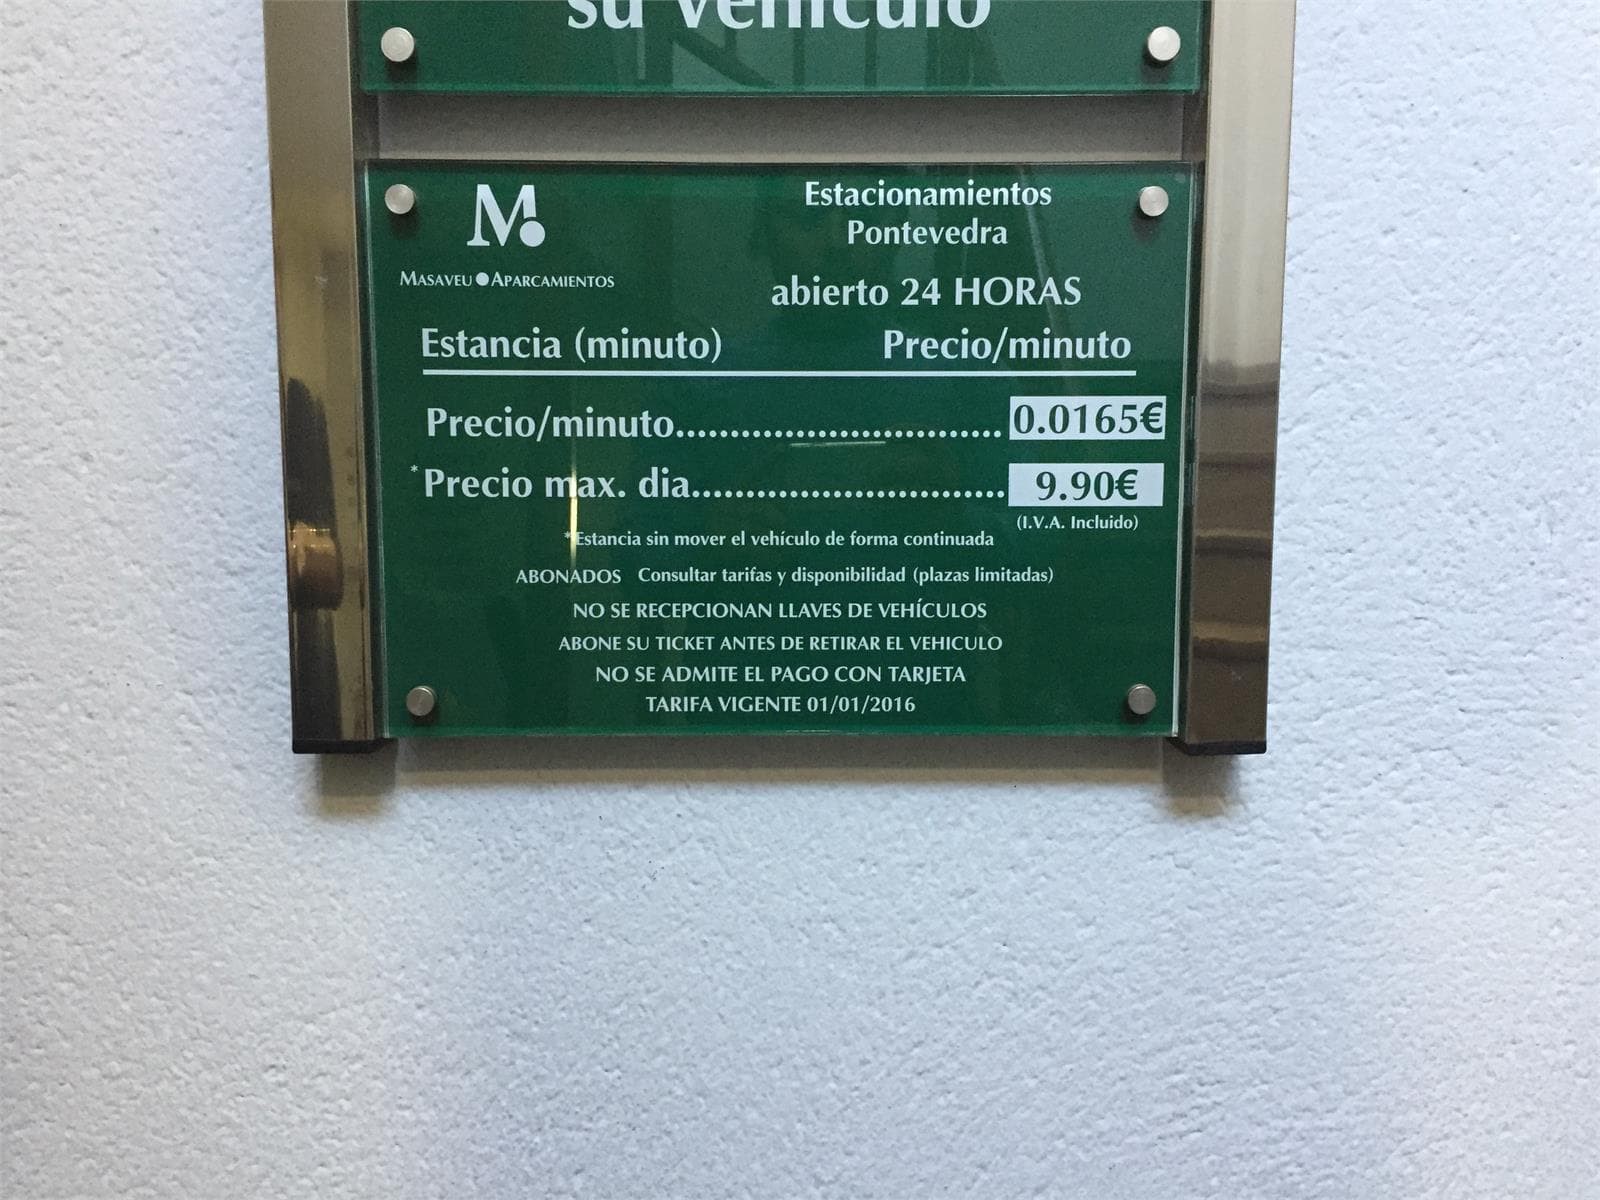 su vehículo
M
MASAVEU●APARCAMIENTOS
Estacionamientos
Pontevedra
abierto 24 HORAS
Estancia (minuto) Precio/minuto
Precio/minuto.............................. 0.0165€
*Precio max. dia............................. 9.90€
(I.V.A. Incluido)
*Estancia sin mover el vehículo de forma continuada
ABONADOS Consultar tarifas y disponibilidad (plazas limitadas)
NO SE RECEPCIONAN LLAVES DE VEHÍCULOS
ABONE SU TICKET ANTES DE RETIRAR EL VEHICULO
NO SE ADMITE EL PAGO CON TARJETA
TARIFA VIGENTE 01/01/2016